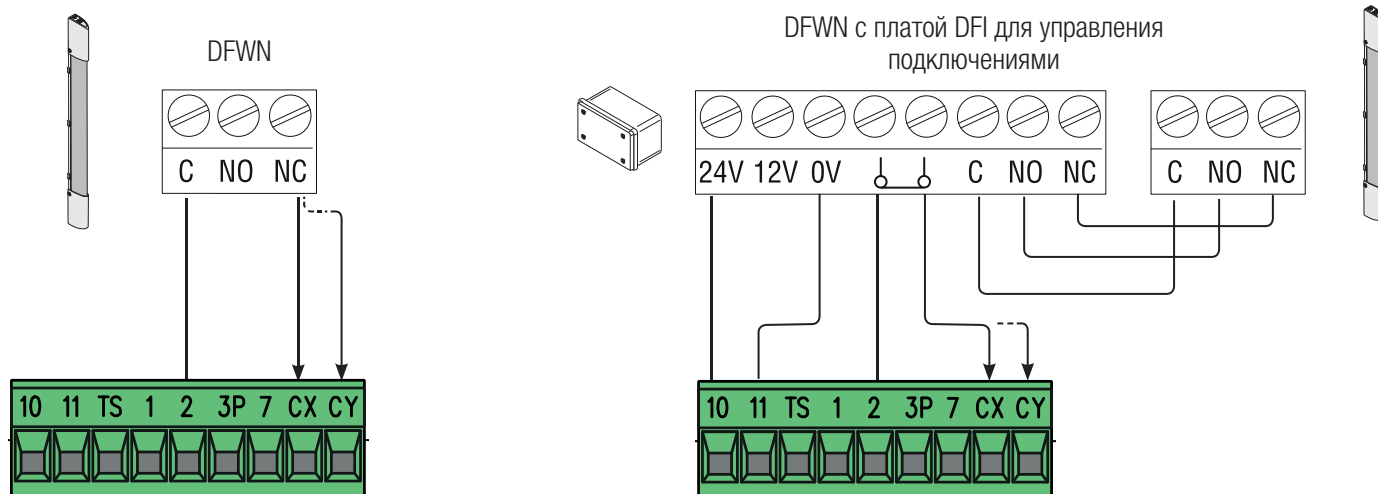 DFWN
C NO NC
10 11 TS 1 2 3P 7 CX CY
DFWN с платой DFI для управления
подключениями
24V 12V 0V C NO NC
C NO NC
10 11 TS 1 2 3P 7 CX CY